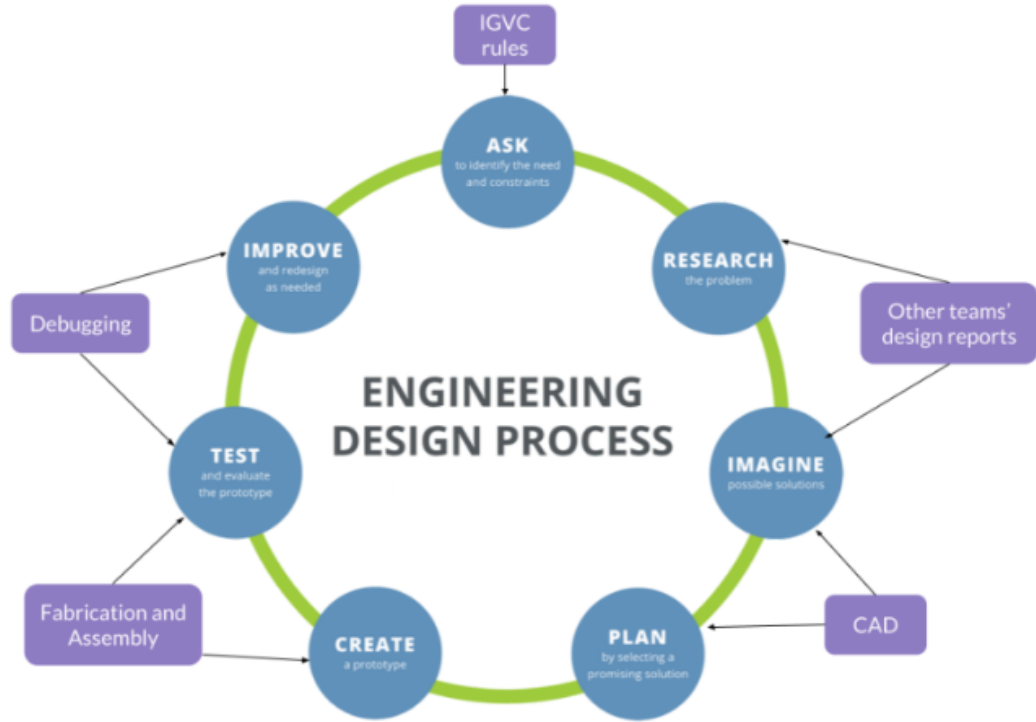 IGVC
rules
ASK
to identify the need
and constraints
IMPROVE
and redesign
as needed
RESEARCH
the problem
Debugging
Other teams’
design reports
ENGINEERING
DESIGN PROCESS
TEST
and evaluate
the prototype
IMAGINE
possible solutions
Fabrication and
Assembly
CREATE
a prototype
PLAN
by selecting a
promising solution
CAD